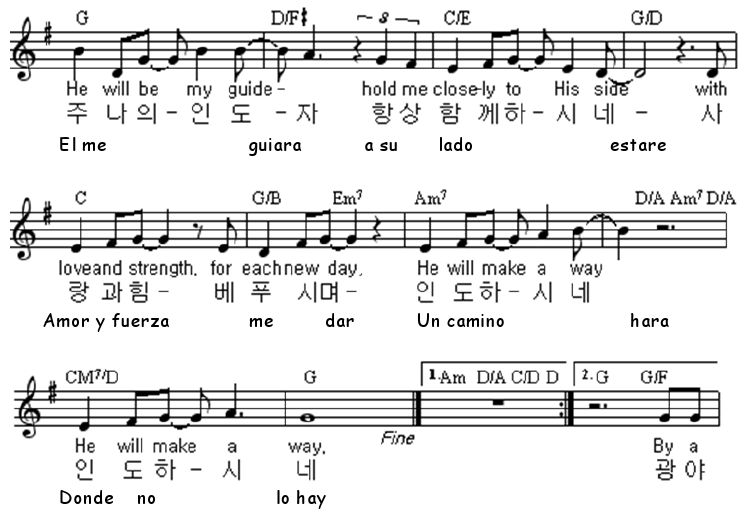 G D/F♯ 3 C/E G/D
He will be my guide- hold me close-ly to His side with
주 나 의 - 인 도 - 자 항 상 함 께 하 - 시 네 - 사
El me guiara a su lado estare
C G/B Em7 Am7 D/A Am7 D/A
loveand strength, for eachnew day, He will make a way
랑 과 힘 - 베 푸 시 며 - 인 도 하 - 시 네
Amor y fuerza me dar Un camino hara
CM7/D G 1.Am D/A C/D D 2.G G/F
Fine
He will make a way, By a
인 도 하 - 시 네 광 야
Donde no lo hay